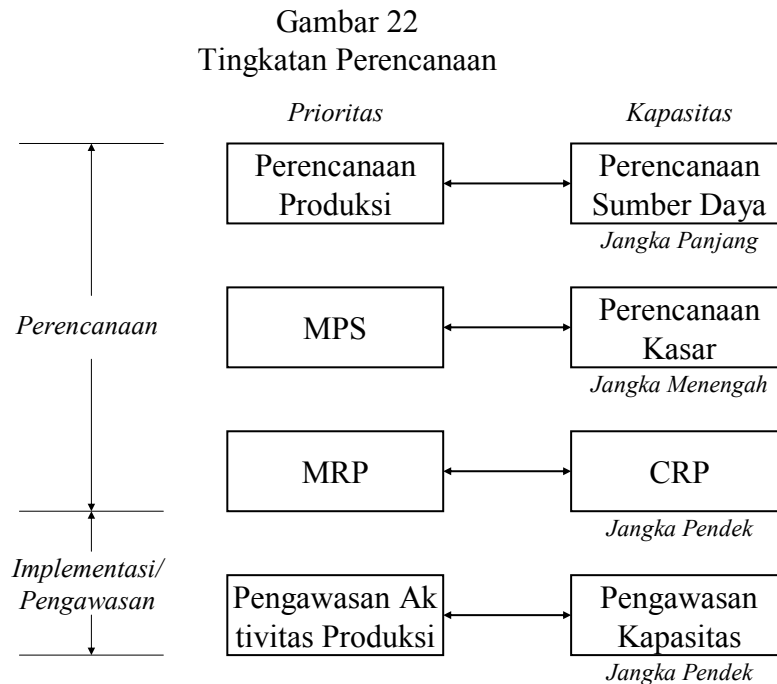 Gambar 22
Tingkatan Perencanaan
Prioritas
Kapasitas
Perencanaan
Produksi
Perencanaan
Sumber Daya
Jangka Panjang
Perencanaan
MPS
Perencanaan
Kasar
Jangka Menengah
MRP
CRP
Jangka Pendek
Implementasi/
Pengawasan
Pengawasan Ak
tivitas Produksi
Pengawasan
Kapasitas
Jangka Pendek